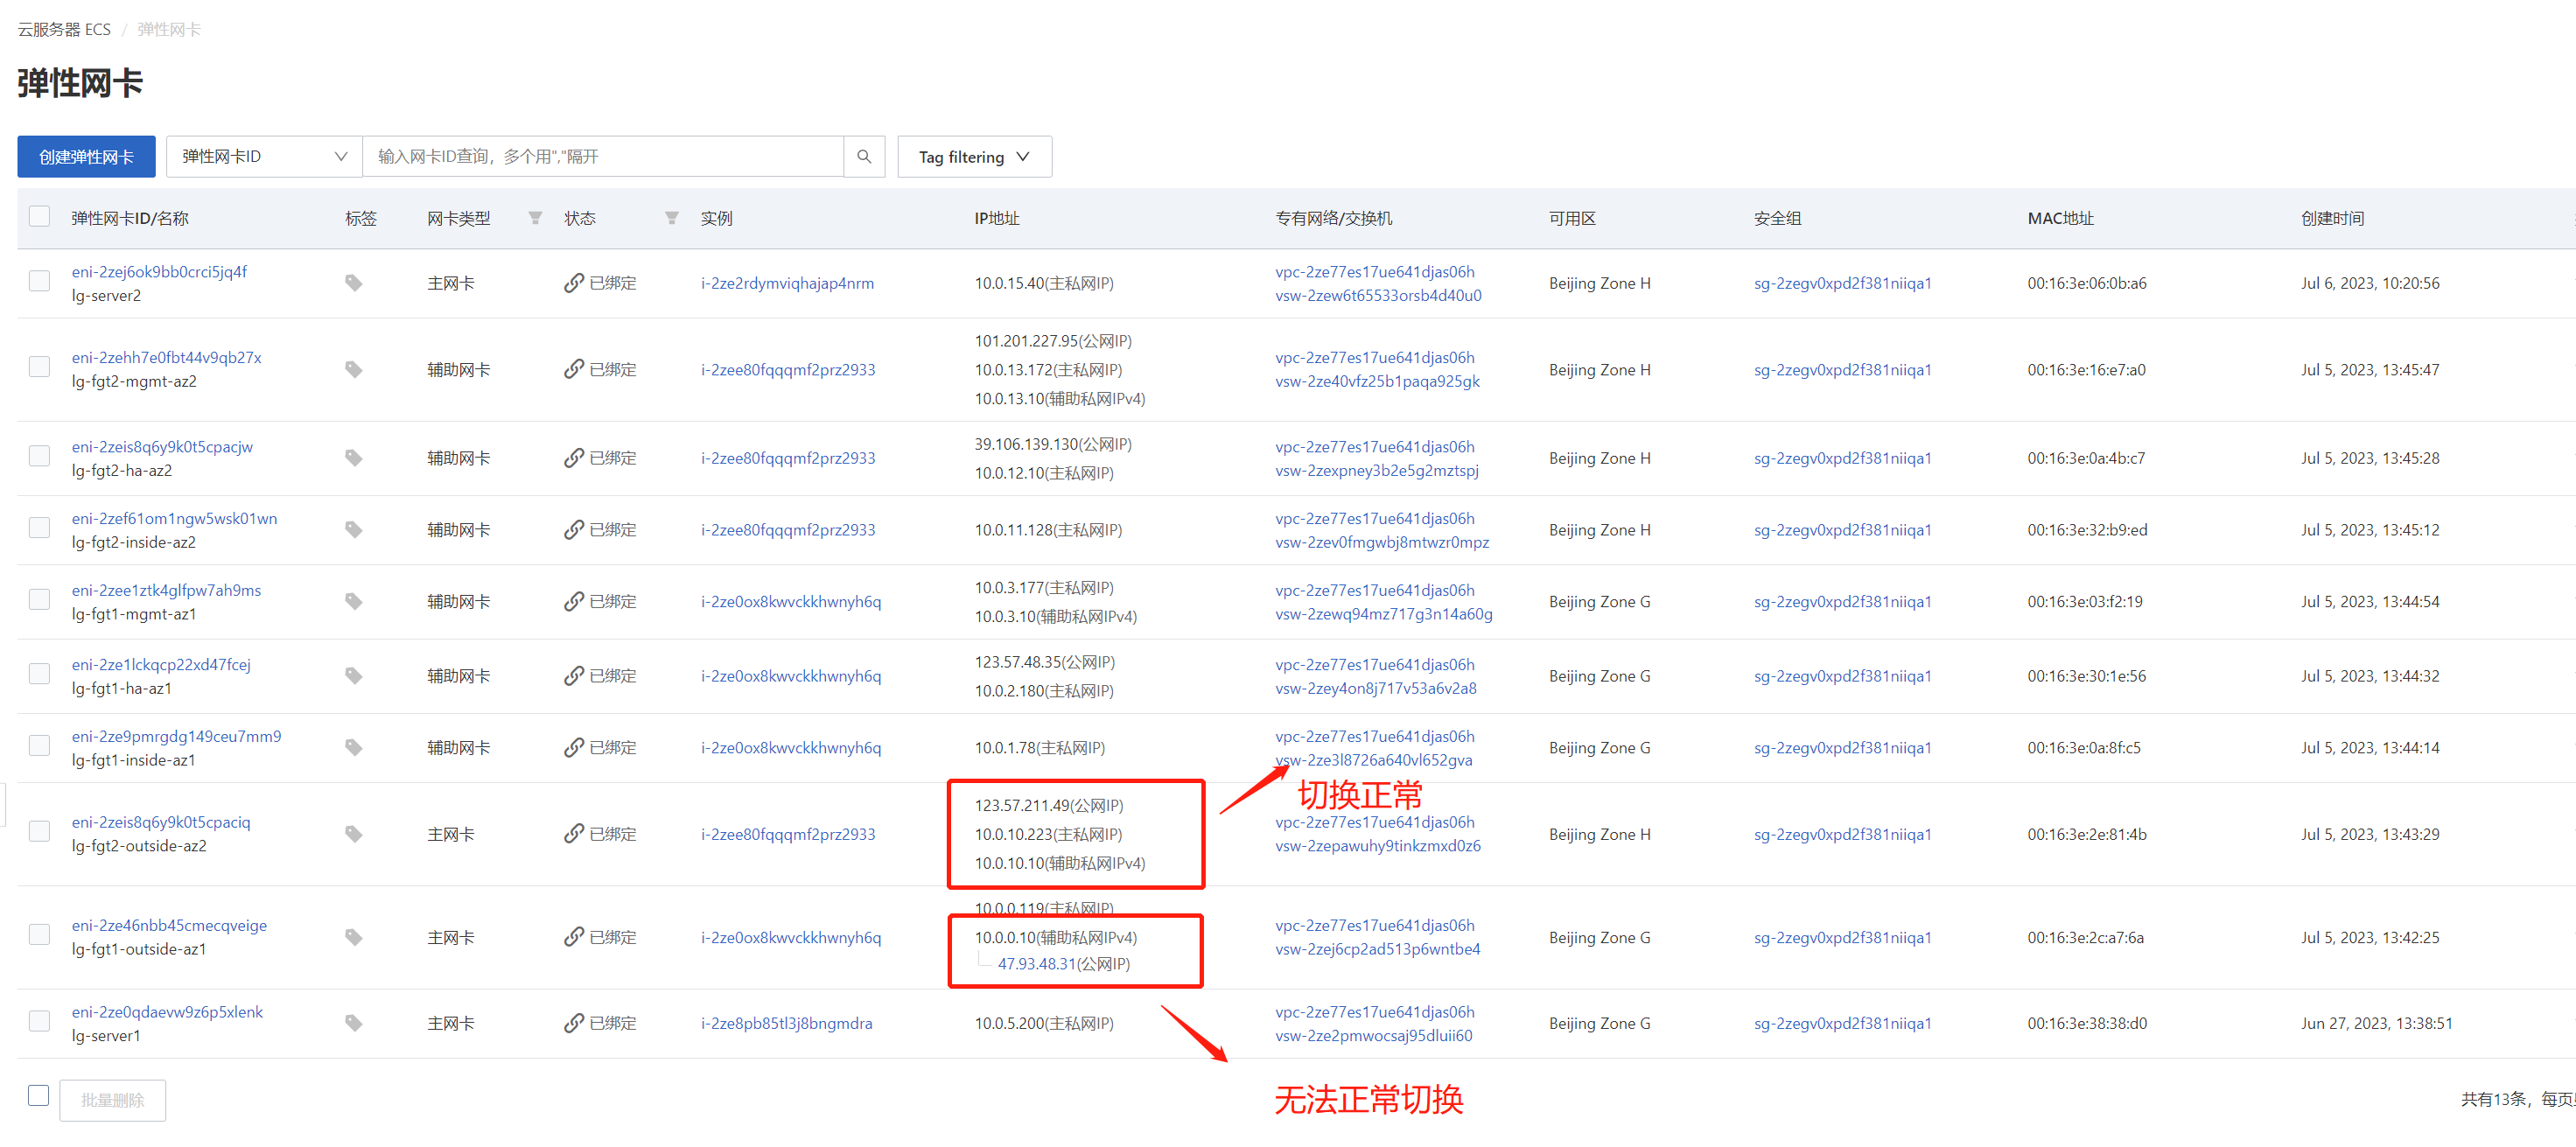 云服务器 ECS / 弹性网卡
弹性网卡
创建弹性网卡 弹性网卡ID 输入网卡ID查询，多个用","隔开 Tag filtering
弹性网卡ID/名称 标签 网卡类型 状态 实例 IP地址 专有网络/交换机 可用区 安全组 MAC地址 创建时间
eni-2zej6ok9bb0crci5jq4f
lg-server2
主网卡 已绑定 i-2ze2rdymviqhajap4nrm
10.0.15.40(主私网IP)
vpc-2ze77es17ue641djas06h
vsw-2zew6t65533orsb4d40u0
Beijing Zone H sg-2zegv0xpd2f381niiqa1 00:16:3e:06:0b:a6 Jul 6, 2023, 10:20:56
eni-2zehh7e0fbt44v9qb27x
lg-fgt2-mgmt-az2
辅助网卡 已绑定 i-2zee80fqqqmf2prz2933
101.201.227.95(公网IP)
10.0.13.172(主私网IP)
10.0.13.10(辅助私网IPv4)
vpc-2ze77es17ue641djas06h
vsw-2ze40vfz25b1paqa925gk
Beijing Zone H sg-2zegv0xpd2f381niiqa1 00:16:3e:16:e7:a0 Jul 5, 2023, 13:45:47
eni-2zeis8q6y9k0t5cpacjw
lg-fgt2-ha-az2
辅助网卡 已绑定 i-2zee80fqqqmf2prz2933
39.106.139.130(公网IP)
10.0.12.10(主私网IP)
vpc-2ze77es17ue641djas06h
vsw-2zexpney3b2e5g2mztspj
Beijing Zone H sg-2zegv0xpd2f381niiqa1 00:16:3e:0a:4b:c7 Jul 5, 2023, 13:45:28
eni-2zef61om1ngw5wsk01wn
lg-fgt2-inside-az2
辅助网卡 已绑定 i-2zee80fqqqmf2prz2933
10.0.11.128(主私网IP)
vpc-2ze77es17ue641djas06h
vsw-2zev0fmgwbj8mtwzr0mpz
Beijing Zone H sg-2zegv0xpd2f381niiqa1 00:16:3e:32:b9:ed Jul 5, 2023, 13:45:12
eni-2zee1ztk4glfpw7ah9ms
lg-fgt1-mgmt-az1
辅助网卡 已绑定 i-2ze0ox8kwvckkhwnyh6q
10.0.3.177(主私网IP)
10.0.3.10(辅助私网IPv4)
vpc-2ze77es17ue641djas06h
vsw-2zewq94mz717g3n14a60g
Beijing Zone G sg-2zegv0xpd2f381niiqa1 00:16:3e:03:f2:19 Jul 5, 2023, 13:44:54
eni-2ze1lckqcp22xd47fcej
lg-fgt1-ha-az1
辅助网卡 已绑定 i-2ze0ox8kwvckkhwnyh6q
123.57.48.35(公网IP)
10.0.2.180(主私网IP)
vpc-2ze77es17ue641djas06h
vsw-2zey4on8j717v53a6v2a8
Beijing Zone G sg-2zegv0xpd2f381niiqa1 00:16:3e:30:1e:56 Jul 5, 2023, 13:44:32
eni-2ze9pmrgdg149ceu7mm9
lg-fgt1-inside-az1
辅助网卡 已绑定 i-2ze0ox8kwvckkhwnyh6q
10.0.1.78(主私网IP)
vpc-2ze77es17ue641djas06h
vsw-2ze3l8726a640vl652gva
Beijing Zone G sg-2zegv0xpd2f381niiqa1 00:16:3e:0a:8f:c5 Jul 5, 2023, 13:44:14
切换正常
eni-2zeis8q6y9k0t5cpaciq
lg-fgt2-outside-az2
主网卡 已绑定 i-2zee80fqqqmf2prz2933
123.57.211.49(公网IP)
10.0.10.223(主私网IP)
10.0.10.10(辅助私网IPv4)
vpc-2ze77es17ue641djas06h
vsw-2zepawuhy9tinkzmxd0z6
Beijing Zone H sg-2zegv0xpd2f381niiqa1 00:16:3e:2e:81:4b Jul 5, 2023, 13:43:29
eni-2ze46nbb45cmecqveige
lg-fgt1-outside-az1
主网卡 已绑定 i-2ze0ox8kwvckkhwnyh6q
10.0.0.119(主私网IP)
10.0.0.10(辅助私网IPv4)
47.93.48.31(公网IP)
vpc-2ze77es17ue641djas06h
vsw-2zej6cp2ad513p6wntbe4
Beijing Zone G sg-2zegv0xpd2f381niiqa1 00:16:3e:2c:a7:6a Jul 5, 2023, 13:42:25
eni-2ze0qdaevw9z6p5xlenk
lg-server1
主网卡 已绑定 i-2ze8pb85tl3j8bngmdra
10.0.5.200(主私网IP)
vpc-2ze77es17ue641djas06h
vsw-2ze2pmwocsaj95dluii60
Beijing Zone G sg-2zegv0xpd2f381niiqa1 00:16:3e:38:38:d0 Jun 27, 2023, 13:38:51
无法正常切换
批量删除 共有13条，每页